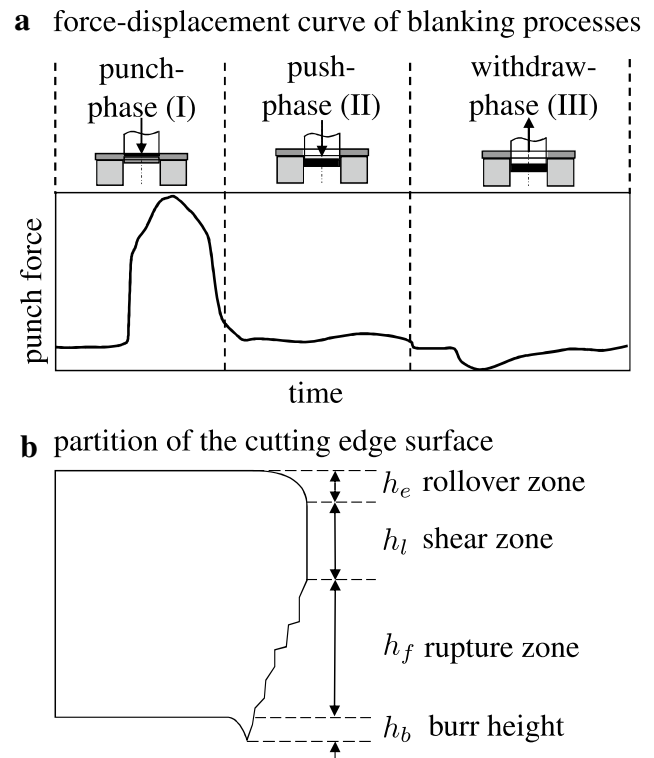 a force-displacement curve of blanking processes
punch-
phase (I)
push-
phase (II)
withdraw-
phase (III)
punch force
time
b partition of the cutting edge surface
h_e rollover zone
h_l shear zone
h_f rupture zone
h_b burr height